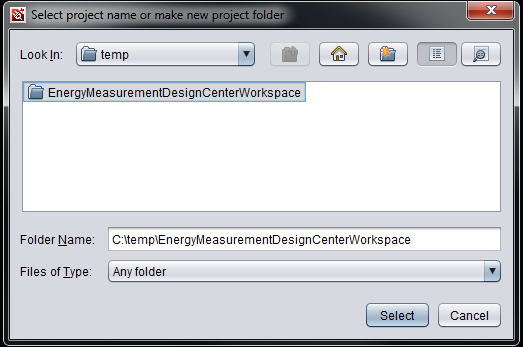 Select project name or make new project folder
Look In: temp
EnergyMeasurementDesignCenterWorkspace
Folder Name: C:\temp\EnergyMeasurementDesignCenterWorkspace
Files of Type: Any folder
Select Cancel